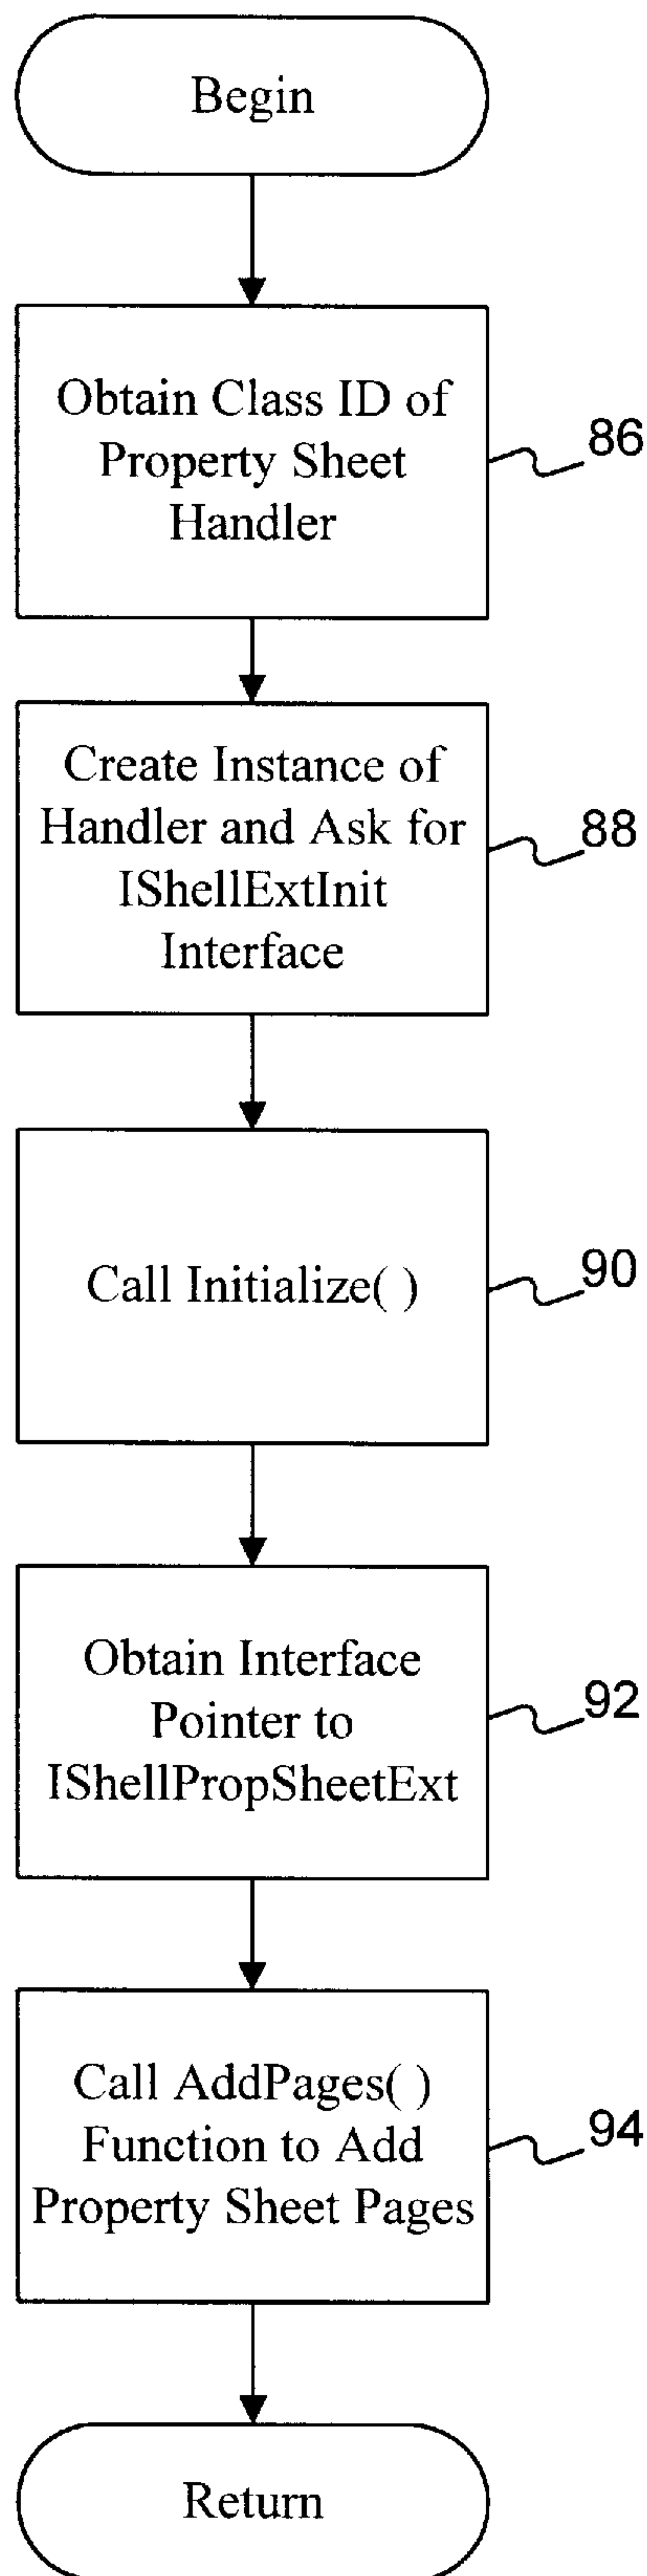 Begin
Obtain Class ID of
Property Sheet
Handler
86
Create Instance of
Handler and Ask for
IShellExtInit
Interface
88
Call Initialize( )
90
Obtain Interface
Pointer to
IShellPropSheetExt
92
Call AddPages( )
Function to Add
Property Sheet Pages
94
Return